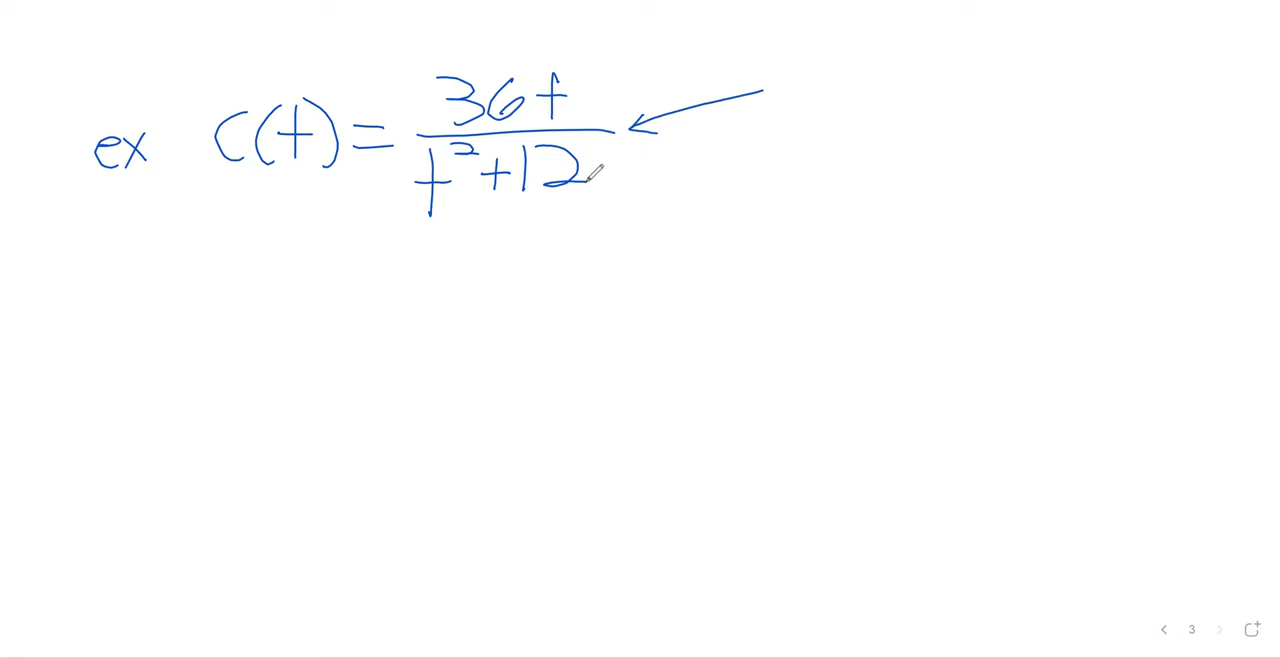 ex C(t) = 36t / t² + 12
3